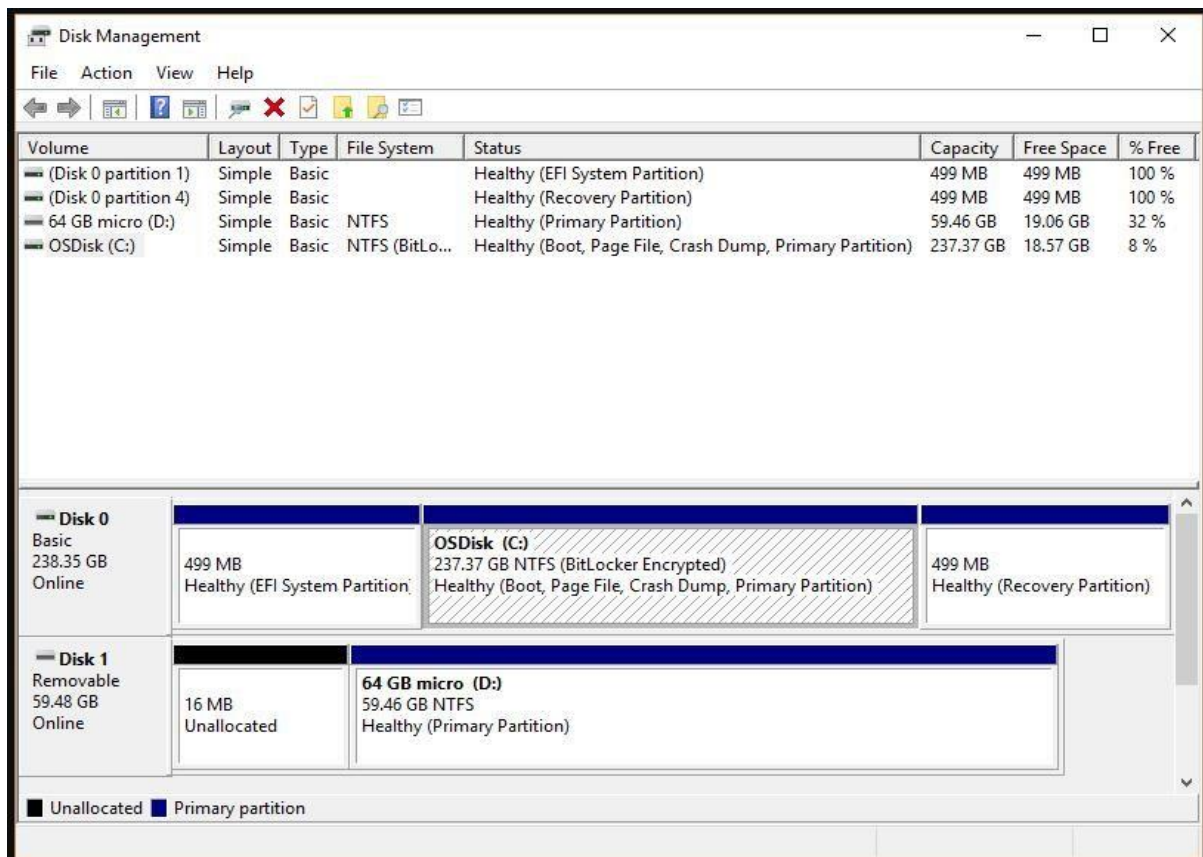 Disk Management
File Action View Help
Volume Layout Type File System Status Capacity Free Space % Free
(Disk 0 partition 1) Simple Basic Healthy (EFI System Partition) 499 MB 499 MB 100 %
(Disk 0 partition 4) Simple Basic Healthy (Recovery Partition) 499 MB 499 MB 100 %
64 GB micro (D:) Simple Basic NTFS Healthy (Primary Partition) 59.46 GB 19.06 GB 32 %
OSDisk (C:) Simple Basic NTFS (BitLo... Healthy (Boot, Page File, Crash Dump, Primary Partition) 237.37 GB 18.57 GB 8 %
Disk 0
Basic
238.35 GB
Online
499 MB
Healthy (EFI System Partition
OSDisk (C:)
237.37 GB NTFS (BitLocker Encrypted)
Healthy (Boot, Page File, Crash Dump, Primary Partition)
499 MB
Healthy (Recovery Partition)
Disk 1
Removable
59.48 GB
Online
16 MB
Unallocated
64 GB micro (D:)
59.46 GB NTFS
Healthy (Primary Partition)
Unallocated Primary partition